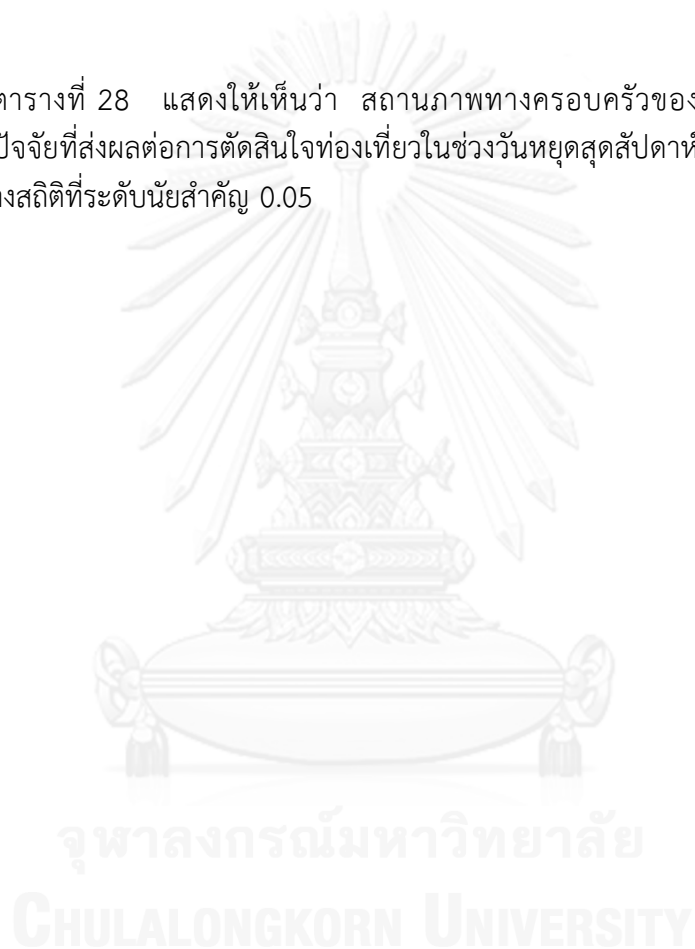 ตารางที่ 28 แสดงให้เห็นว่า สถานภาพทางครอบครัวของ
ปัจจัยที่ส่งผลต่อการตัดสินใจท่องเที่ยวในช่วงวันหยุดสุดสัปดาห์
างสถิติที่ระดับนัยสำคัญ 0.05
จุฬาลงกรณ์มหาวิทยาลัย
CHULALONGKORN UNIVERSITY